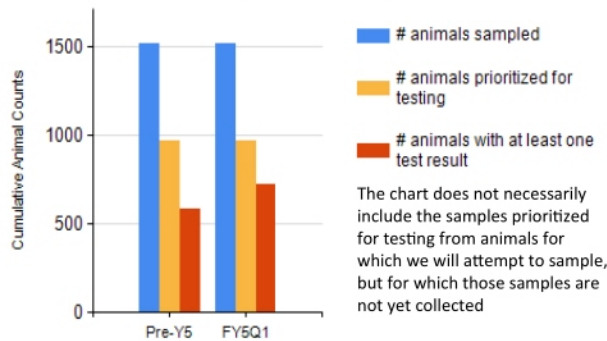 Cumulative Animal Counts
1500
1000
500
0
Pre-Y5
FY5Q1
# animals sampled
# animals prioritized for
testing
# animals with at least one
test result
The chart does not necessarily
include the samples prioritized
for testing from animals for
which we will attempt to sample,
but for which those samples are
not yet collected